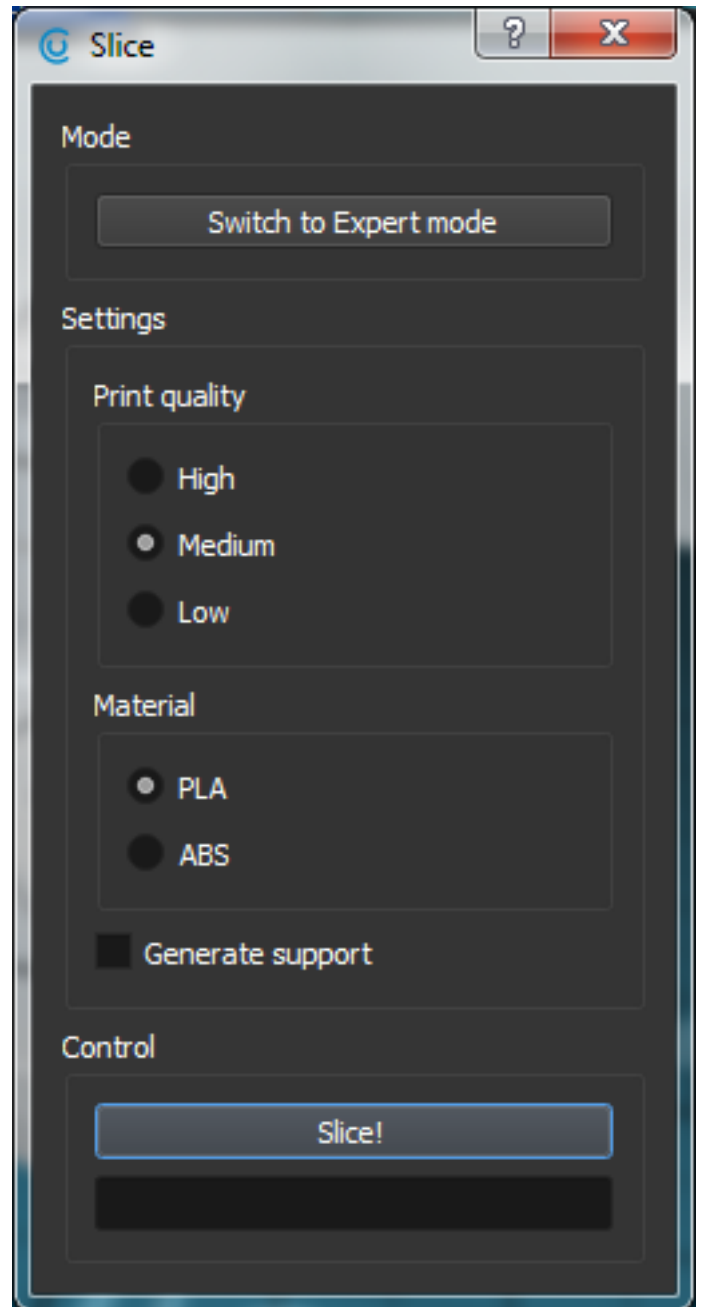 Slice
Mode
Switch to Expert mode
Settings
Print quality
High
Medium
Low
Material
PLA
ABS
Generate support
Control
Slice!